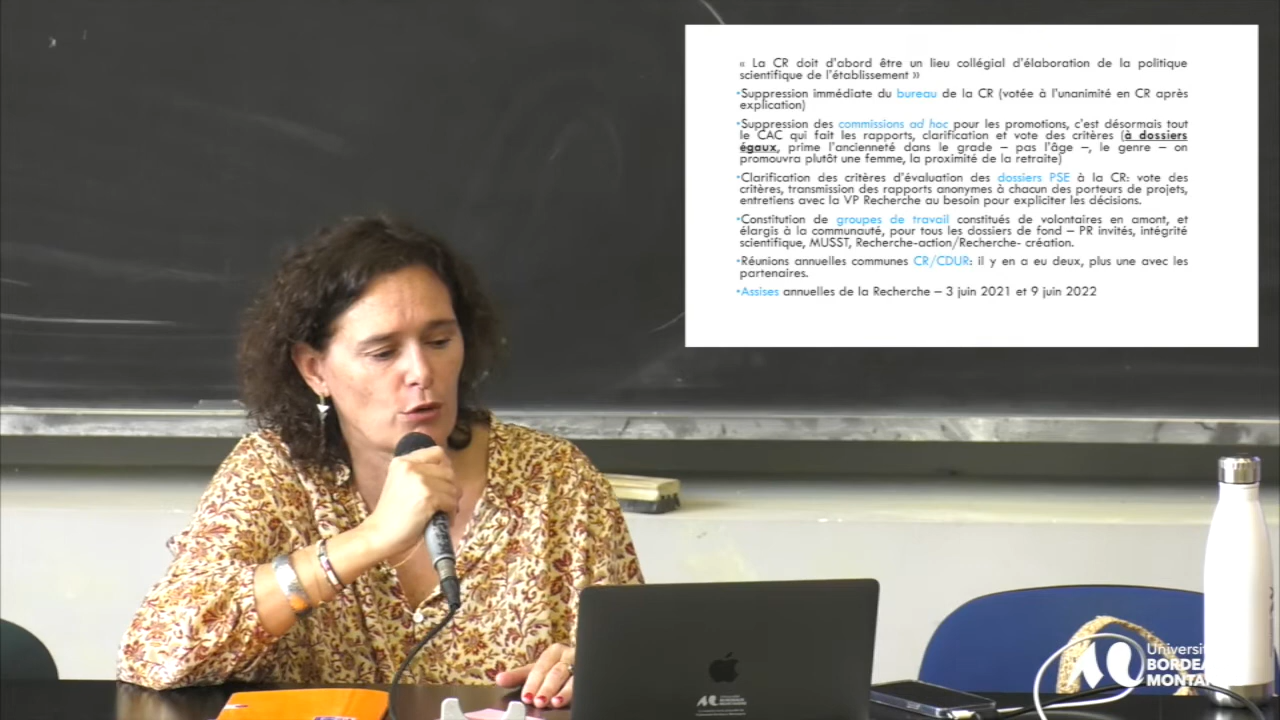 « La CR doit d'abord être un lieu collégial d'élaboration de la politique
scientifique de l'établissement »
•Suppression immédiate du bureau de la CR (votée à l'unanimité en CR après
explication)
•Suppression des commissions ad hoc pour les promotions, c'est désormais tout
le CAC qui fait les rapports, clarification et vote des critères (à dossiers
égaux, prime l'ancienneté dans le grade – pas l'âge –, le genre – on
promouvra plutôt une femme, la proximité de la retraite)
•Clarification des critères d'évaluation des dossiers PSE à la CR: vote des
critères, transmission des rapports anonymes à chacun des porteurs de projets,
entretiens avec la VP Recherche au besoin pour expliciter les décisions.
•Constitution de groupes de travail constitués de volontaires en amont, et
élargis à la communauté, pour tous les dossiers de fond – PR invités, intégrité
scientifique, MUSST, Recherche-action/Recherche- création.
•Réunions annuelles communes CR/CDUR: il y en a eu deux, plus une avec les
partenaires.
•Assises annuelles de la Recherche – 3 juin 2021 et 9 juin 2022
Universi
BORDEA
MONTA